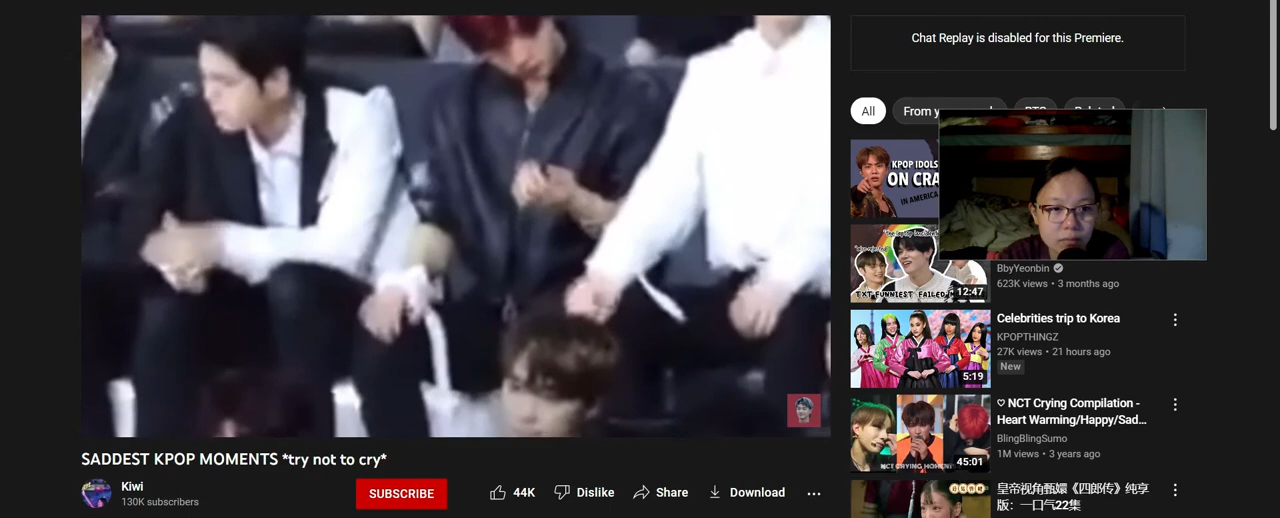 Chat Replay is disabled for this Premiere.
All
From
KPOP IDOLS
ON
IN AMERICA
TXT FUNNIEST FAILED
12:47
BbyYeonbin
623K views • 3 months ago
Celebrities trip to Korea
KPOPTHINGZ
27K views • 21 hours ago
New
5:19
♡ NCT Crying Compilation -
Heart Warming/Happy/Sad...
BlingBlingSumo
1M views • 3 years ago
NCT CRYING
45:01
皇帝视角甄嬛《四郎传》纯享
版：一口气22集
SADDEST KPOP MOMENTS *try not to cry*
Kiwi
130K subscribers
SUBSCRIBE
44K
Dislike
Share
Download